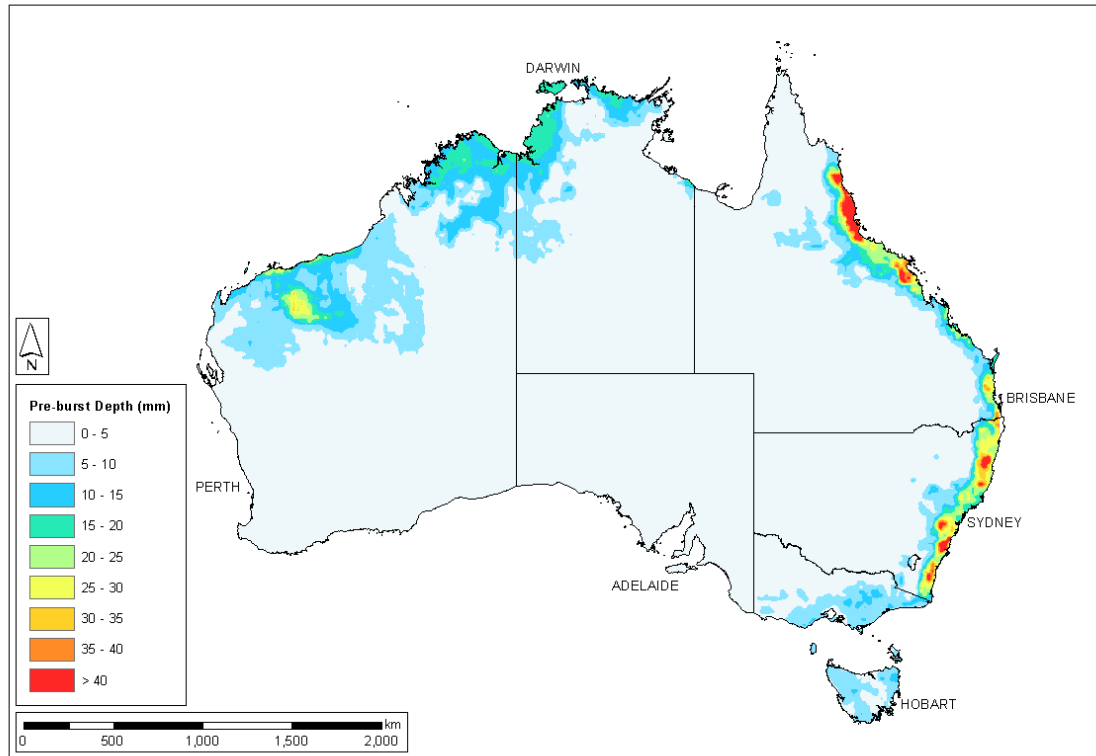 DARWIN
BRISBANE
PERTH
SYDNEY
ADELAIDE
HOBART
N
Pre-burst Depth (mm)
0 - 5
5 - 10
10 - 15
15 - 20
20 - 25
25 - 30
30 - 35
35 - 40
> 40
km
0 500 1,000 1,500 2,000